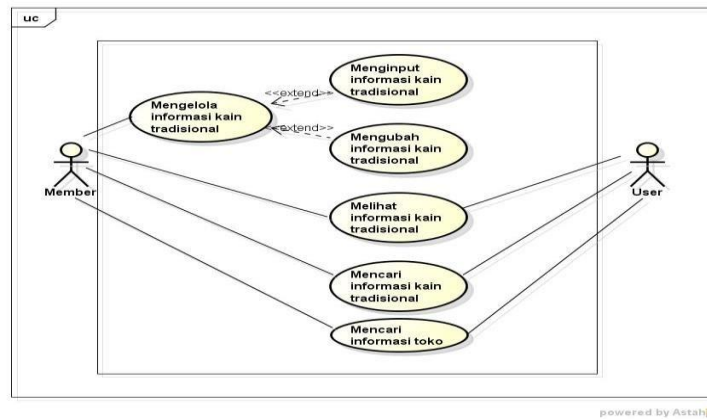 uc
Menginput
informasi kain
tradisional
<<extend>>
Mengelola
informasi kain
tradisional
<<extend>>
Mengubah
informasi kain
tradisional
Member
User
Melihat
informasi kain
tradisional
Mencari
informasi kain
tradisional
Mencari
informasi toko
powered by Astah